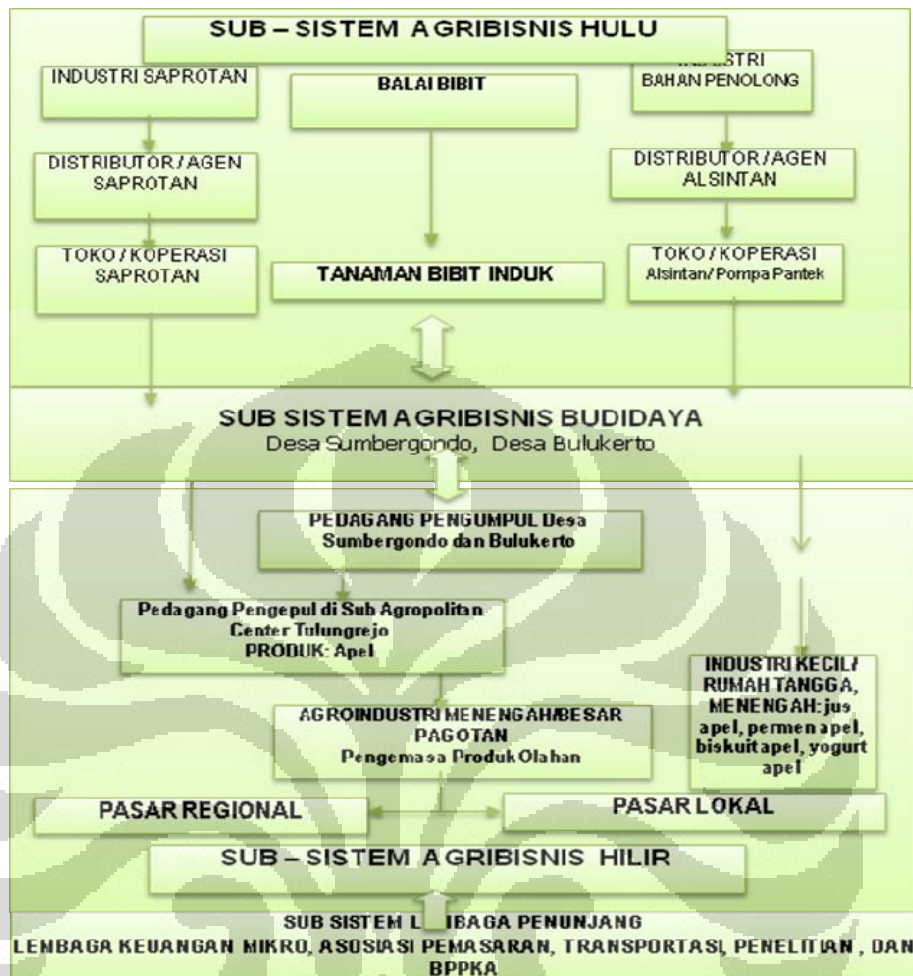 SUB – SISTEM AGRIBISNIS HULU
INDUSTRI SAPROTAN
BALAI BIBIT
BAHAN PENOLONG
DISTRIBUTOR / AGEN
SAPROTAN
DISTRIBUTOR / AGEN
ALSINTAN
TOKO / KOPERASI
SAPROTAN
TANAMAN BIBIT INDUK
TOKO / KOPERASI
Alsintan/ Pompa Pantek
SUB SISTEM AGRIBISNIS BUDIDAYA
Desa Sumbergondo, Desa Bulukerto
PEDAGANG PENGUMPUL Desa
Sumbergondo dan Bulukerto
Pedagang Pengepul di Sub Agropolitan
Center Tulungrejo
PRODUK: Apel
INDUSTRI KECIL/
RUMAH TANGGA,
MENENGAH: jus
apel, permen apel,
biskuit apel, yogurt
apel
AGROINDUSTRI MENENGAH/BESAR
PAGOTAN
Pengemasa Produk Olahan
PASAR REGIONAL
PASAR LOKAL
SUB – SISTEM AGRIBISNIS HILIR
SUB SISTEM LEMBAGA PENUNJANG
LEMBAGA KEUANGAN MIKRO, ASOSIASI PEMASARAN, TRANSPORTASI, PENELITIAN , DAN
BPPKA